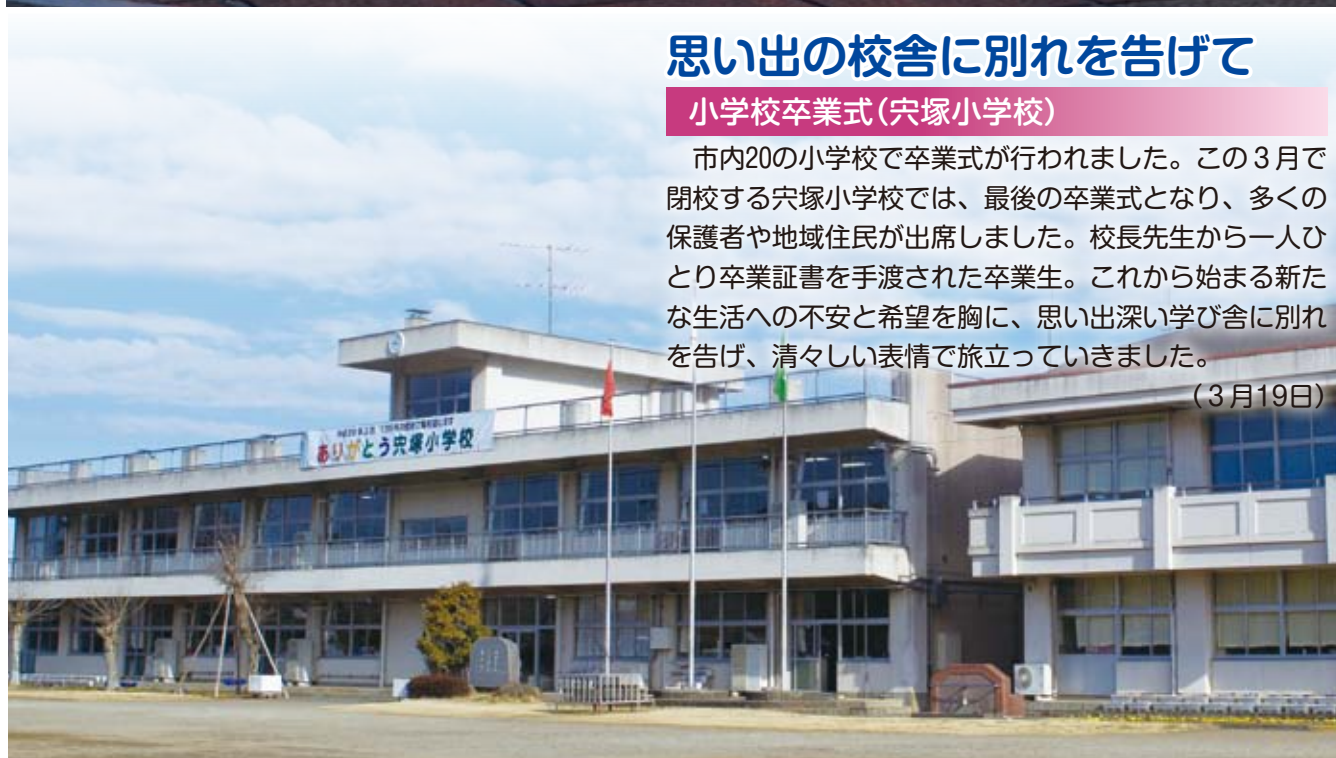 思い出の校舎に別れを告げて
小学校卒業式(宍塚小学校)
市内20の小学校で卒業式が行われました。この３月で
閉校する宍塚小学校では、最後の卒業式となり、多くの
保護者や地域住民が出席しました。校長先生から一人ひ
とり卒業証書を手渡された卒業生。これから始まる新た
な生活への不安と希望を胸に、思い出深い学び舎に別れ
を告げ、清々しい表情で旅立っていきました。
(３月19日)
ありがとう宍塚小学校